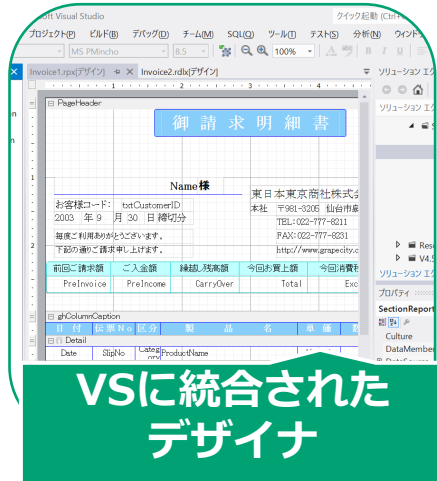 oft Visual Studio
クイック起動 (Ctrl+
プロジェクト(P) ビルド(B) デバッグ(D) チーム(M) SQL(Q) ツール(T) テスト(S) 分析(N) ウィンド
MS PMincho 8.5 100% A B I U
Invoice1.rpx[デザイン] Invoice2.rdlx[デザイン]
ソリューション エク
PageHeader
御請求明細書
Name様
お客様コード: txtCustomerID
2003 年 9 月 30 日 締切分
毎度ご利用ありがとうございます。
下記の通りご請求申し上げます。
東日本東京商社株式会
本社 〒981-3205 仙台市泉
TEL:022-777-8211
FAX:022-777-8231
http://www.grapecity.c
前回ご請求額 ご入金額 繰越し残高額 今回お買上額 今回消費税
PreInvoice PreIncome CarryOver Total Exc
ghColumnCaption
日 付 伝票No 区分 製 品 名 単 価 数
Detail
Date SlipNo Category ProductName
ソリューション エク
Reso
V4.5
ソリューション エク
プロパティ
SectionReport
Culture
DataMember
VSに統合された
デザイナ